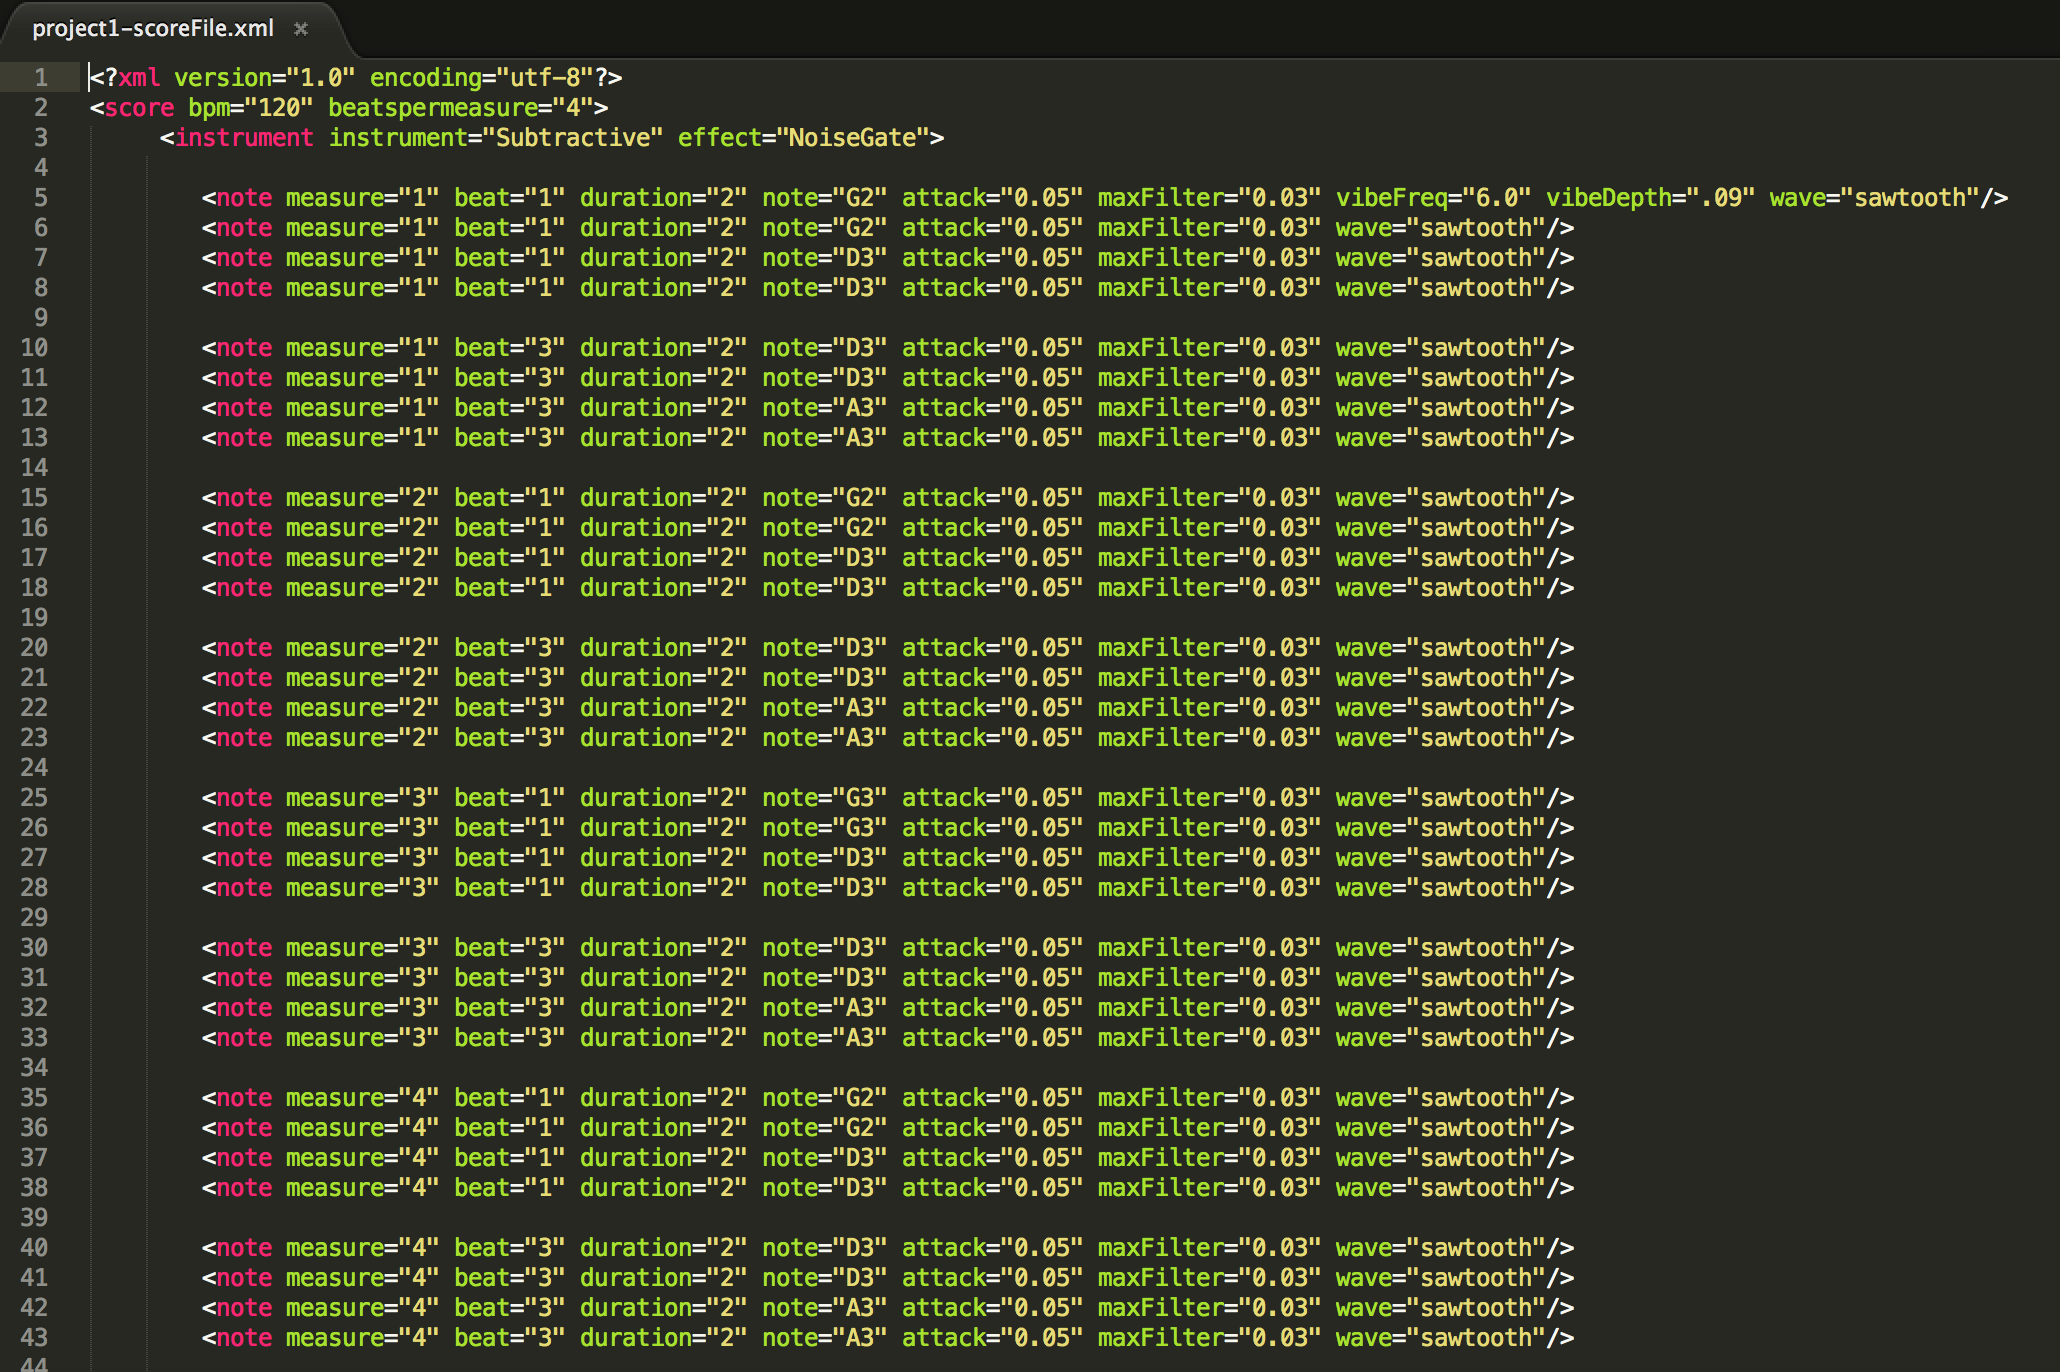 project1-scoreFile.xml ×
1 <?xml version="1.0" encoding="utf-8"?>
2 <score bpm="120" beatspermeasure="4">
3 <instrument instrument="Subtractive" effect="NoiseGate">
4
5 <note measure="1" beat="1" duration="2" note="G2" attack="0.05" maxFilter="0.03" vibeFreq="6.0" vibeDepth=".09" wave="sawtooth"/>
6 <note measure="1" beat="1" duration="2" note="G2" attack="0.05" maxFilter="0.03" wave="sawtooth"/>
7 <note measure="1" beat="1" duration="2" note="D3" attack="0.05" maxFilter="0.03" wave="sawtooth"/>
8 <note measure="1" beat="1" duration="2" note="D3" attack="0.05" maxFilter="0.03" wave="sawtooth"/>
9
10 <note measure="1" beat="3" duration="2" note="D3" attack="0.05" maxFilter="0.03" wave="sawtooth"/>
11 <note measure="1" beat="3" duration="2" note="D3" attack="0.05" maxFilter="0.03" wave="sawtooth"/>
12 <note measure="1" beat="3" duration="2" note="A3" attack="0.05" maxFilter="0.03" wave="sawtooth"/>
13 <note measure="1" beat="3" duration="2" note="A3" attack="0.05" maxFilter="0.03" wave="sawtooth"/>
14
15 <note measure="2" beat="1" duration="2" note="G2" attack="0.05" maxFilter="0.03" wave="sawtooth"/>
16 <note measure="2" beat="1" duration="2" note="G2" attack="0.05" maxFilter="0.03" wave="sawtooth"/>
17 <note measure="2" beat="1" duration="2" note="D3" attack="0.05" maxFilter="0.03" wave="sawtooth"/>
18 <note measure="2" beat="1" duration="2" note="D3" attack="0.05" maxFilter="0.03" wave="sawtooth"/>
19
20 <note measure="2" beat="3" duration="2" note="D3" attack="0.05" maxFilter="0.03" wave="sawtooth"/>
21 <note measure="2" beat="3" duration="2" note="D3" attack="0.05" maxFilter="0.03" wave="sawtooth"/>
22 <note measure="2" beat="3" duration="2" note="A3" attack="0.05" maxFilter="0.03" wave="sawtooth"/>
23 <note measure="2" beat="3" duration="2" note="A3" attack="0.05" maxFilter="0.03" wave="sawtooth"/>
24
25 <note measure="3" beat="1" duration="2" note="G3" attack="0.05" maxFilter="0.03" wave="sawtooth"/>
26 <note measure="3" beat="1" duration="2" note="G3" attack="0.05" maxFilter="0.03" wave="sawtooth"/>
27 <note measure="3" beat="1" duration="2" note="D3" attack="0.05" maxFilter="0.03" wave="sawtooth"/>
28 <note measure="3" beat="1" duration="2" note="D3" attack="0.05" maxFilter="0.03" wave="sawtooth"/>
29
30 <note measure="3" beat="3" duration="2" note="D3" attack="0.05" maxFilter="0.03" wave="sawtooth"/>
31 <note measure="3" beat="3" duration="2" note="D3" attack="0.05" maxFilter="0.03" wave="sawtooth"/>
32 <note measure="3" beat="3" duration="2" note="A3" attack="0.05" maxFilter="0.03" wave="sawtooth"/>
33 <note measure="3" beat="3" duration="2" note="A3" attack="0.05" maxFilter="0.03" wave="sawtooth"/>
34
35 <note measure="4" beat="1" duration="2" note="G2" attack="0.05" maxFilter="0.03" wave="sawtooth"/>
36 <note measure="4" beat="1" duration="2" note="G2" attack="0.05" maxFilter="0.03" wave="sawtooth"/>
37 <note measure="4" beat="1" duration="2" note="D3" attack="0.05" maxFilter="0.03" wave="sawtooth"/>
38 <note measure="4" beat="1" duration="2" note="D3" attack="0.05" maxFilter="0.03" wave="sawtooth"/>
39
40 <note measure="4" beat="3" duration="2" note="D3" attack="0.05" maxFilter="0.03" wave="sawtooth"/>
41 <note measure="4" beat="3" duration="2" note="D3" attack="0.05" maxFilter="0.03" wave="sawtooth"/>
42 <note measure="4" beat="3" duration="2" note="A3" attack="0.05" maxFilter="0.03" wave="sawtooth"/>
43 <note measure="4" beat="3" duration="2" note="A3" attack="0.05" maxFilter="0.03" wave="sawtooth"/>
44